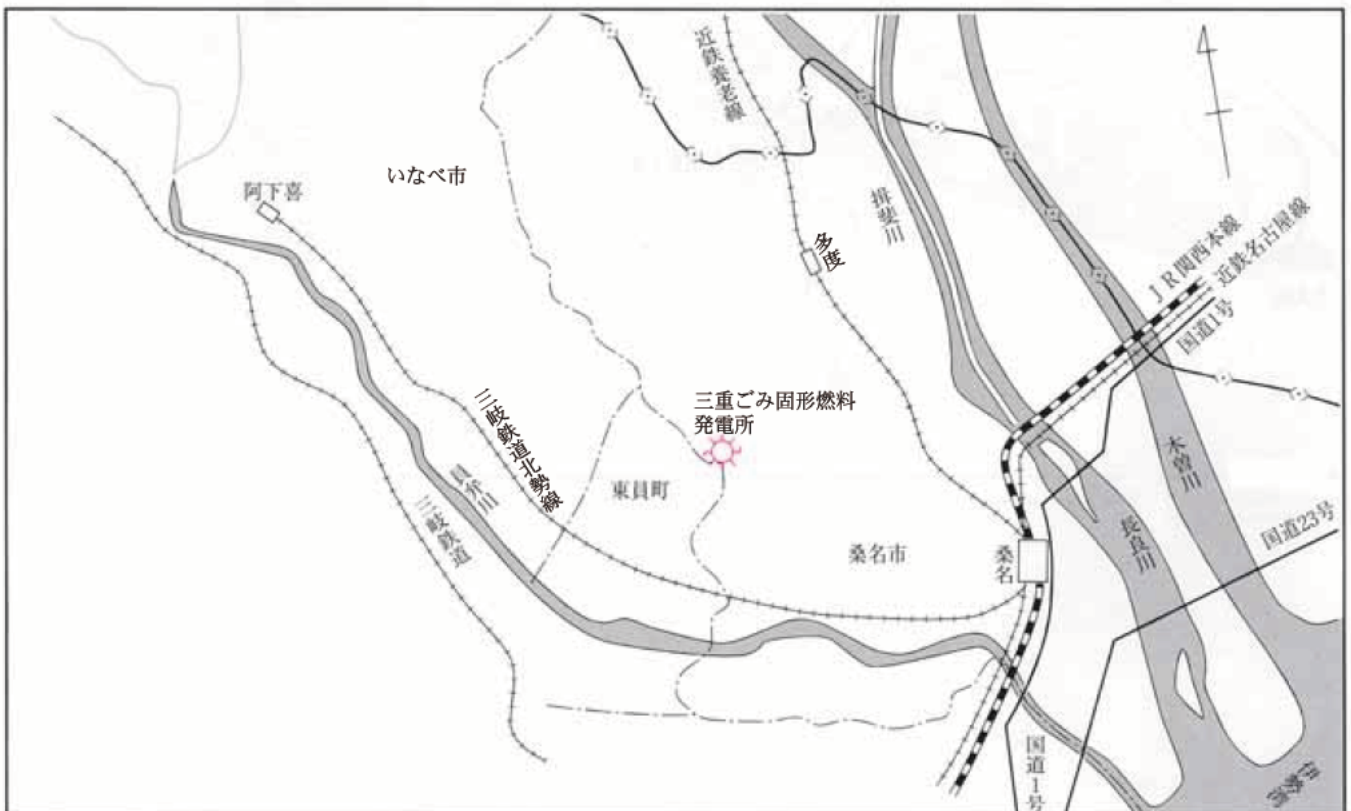 近鉄養老線
いなべ市
阿下喜
揖斐川
多度
JR関西本線
近鉄名古屋線
国道1号
三重ごみ固形燃料
発電所
三岐鉄道北勢線
員弁川
三岐鉄道
東員町
桑名市
桑名
長良川
木曽川
国道23号
国道1号